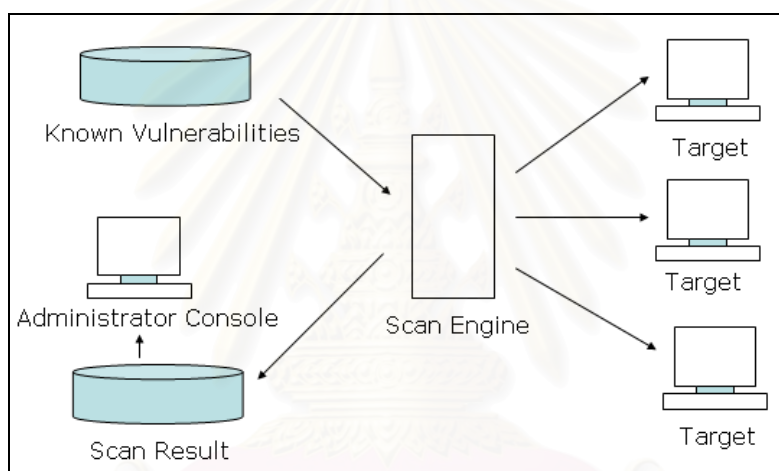 Known Vulnerabilities
Target
Administrator Console
Scan Engine
Target
Scan Result
Target